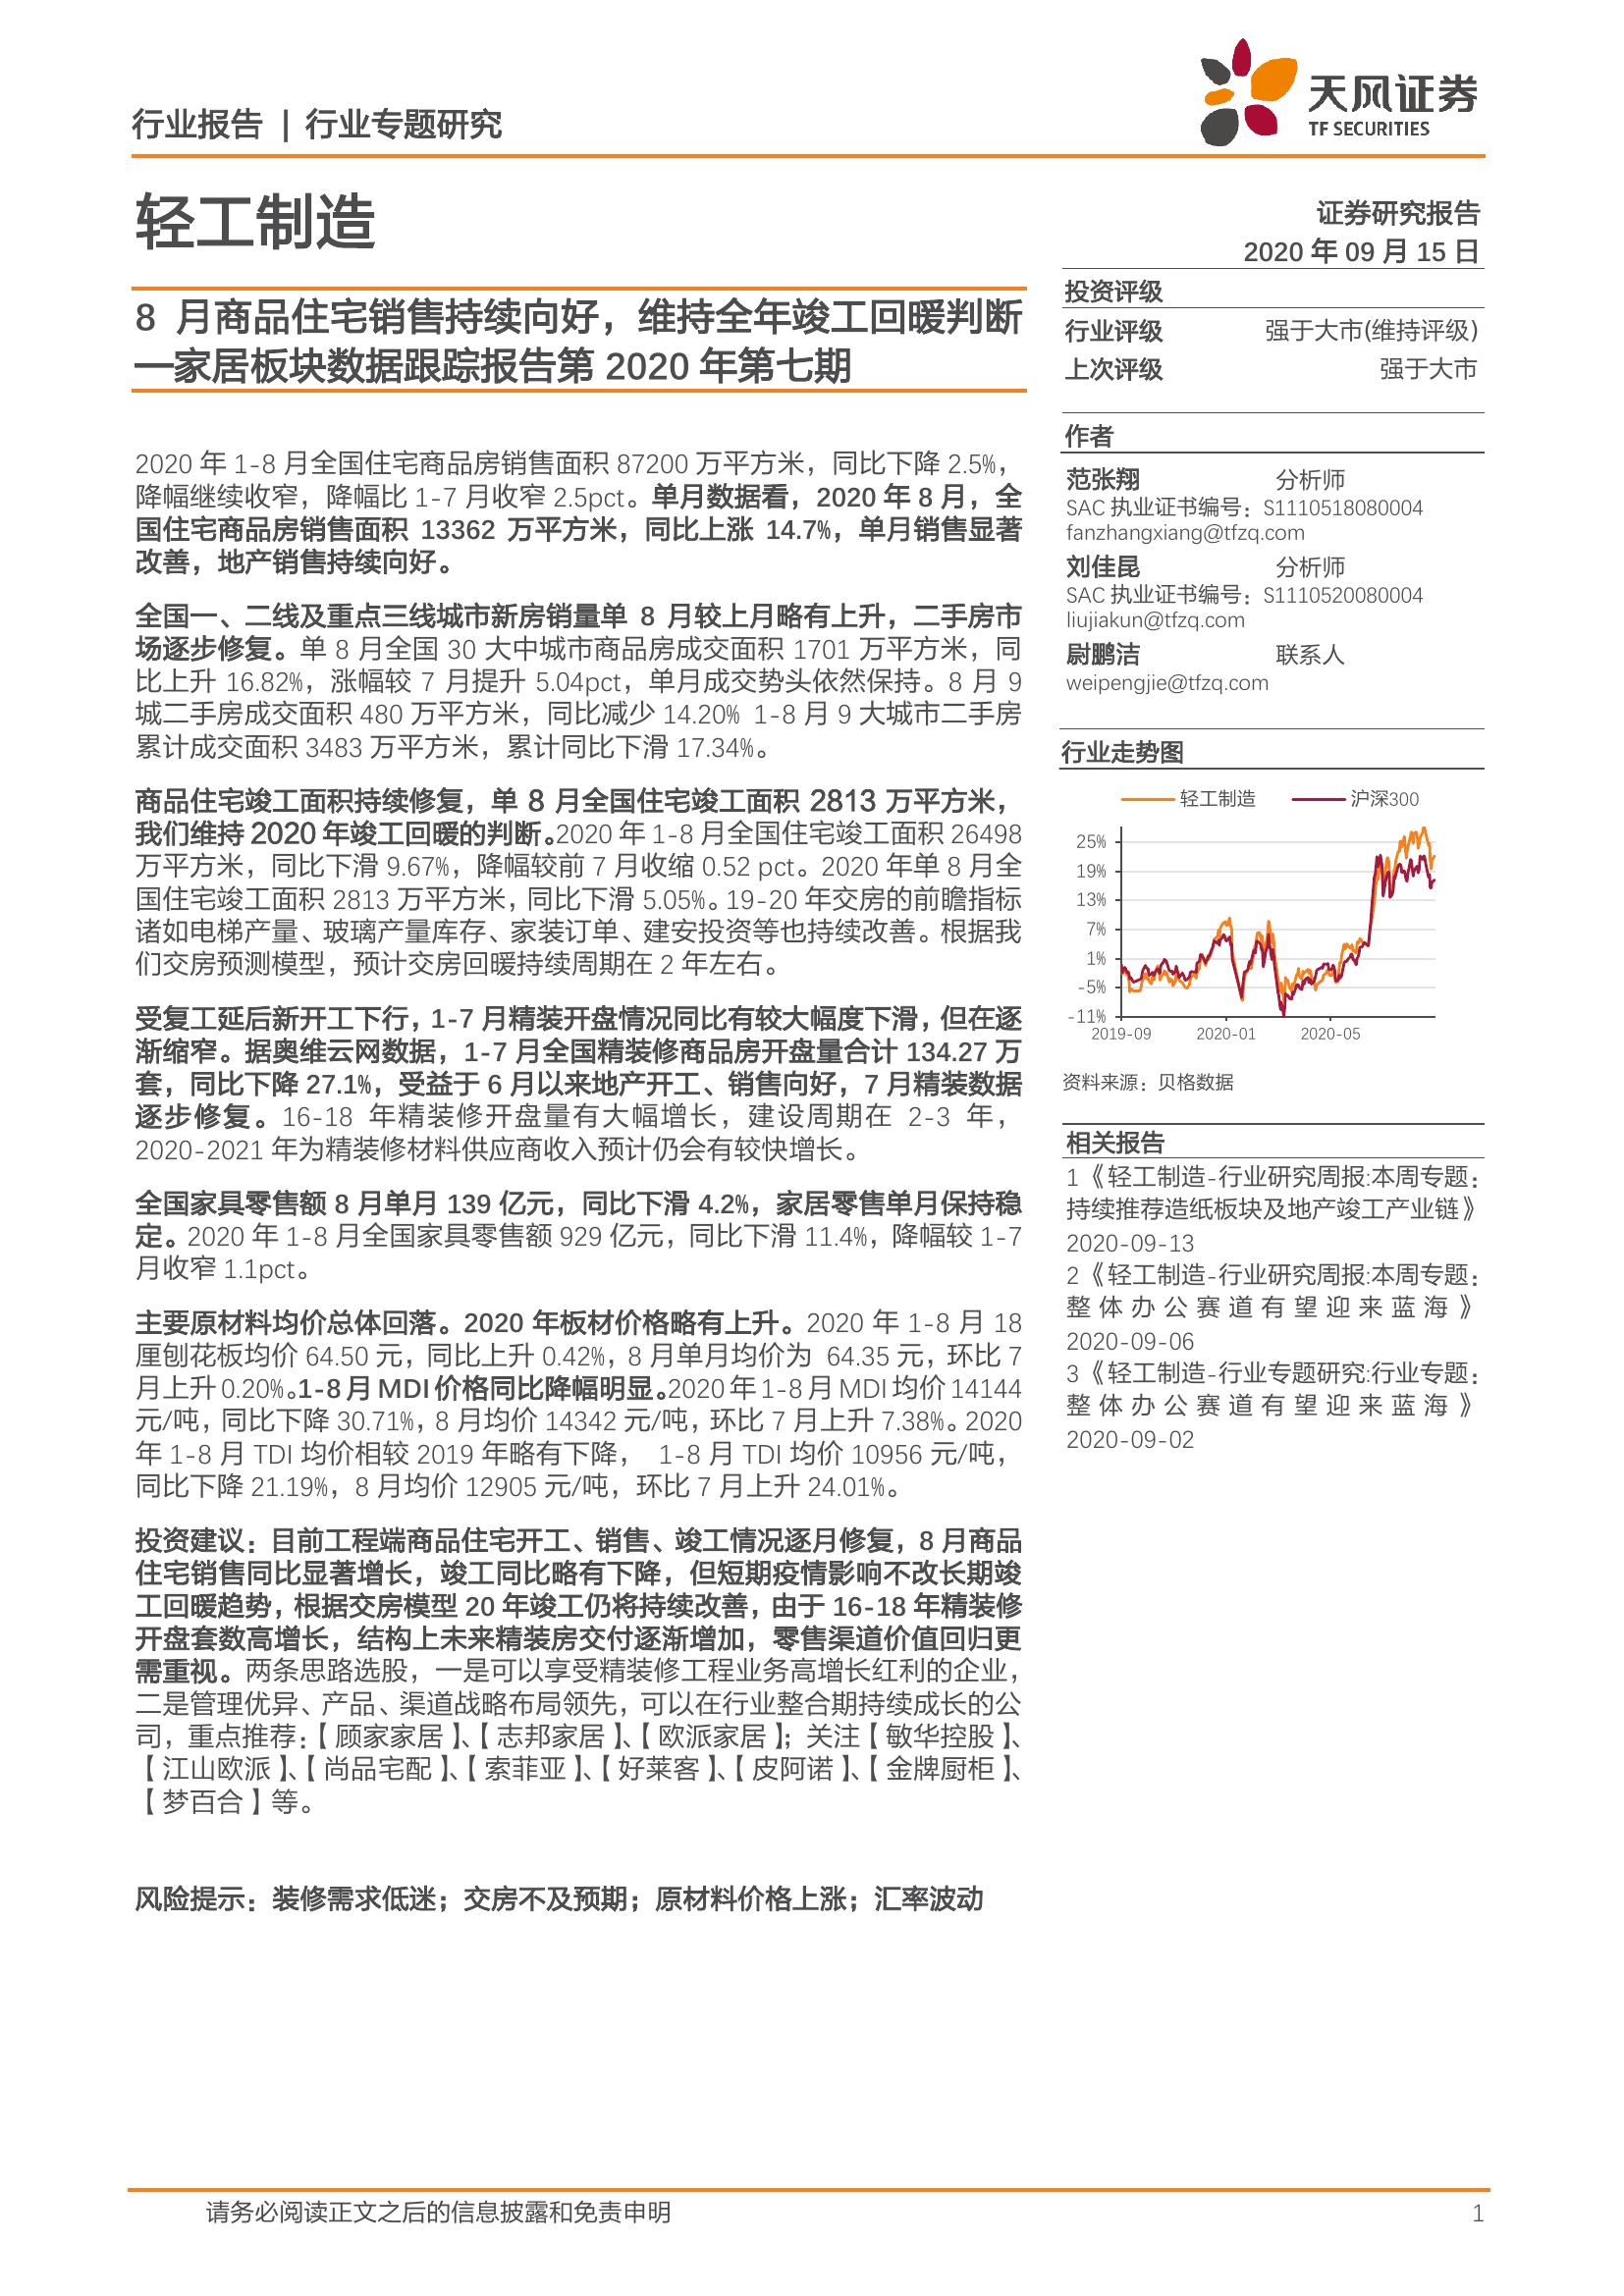 行业报告 | 行业专题研究
天风证券
TF SECURITIES
轻工制造
证券研究报告
2020 年 09 月 15 日
8 月商品住宅销售持续向好，维持全年竣工回暖判断
—家居板块数据跟踪报告第 2020 年第七期
2020 年 1-8 月全国住宅商品房销售面积 87200 万平方米，同比下降 2.5%，
降幅继续收窄，降幅比 1-7 月收窄 2.5pct。单月数据看，2020 年 8 月，全
国住宅商品房销售面积 13362 万平方米，同比上涨 14.7%，单月销售显著
改善，地产销售持续向好。
全国一、二线及重点三线城市新房销量单 8 月较上月略有上升，二手房市
场逐步修复。单 8 月全国 30 大中城市商品房成交面积 1701 万平方米，同
比上升 16.82%，涨幅较 7 月提升 5.04pct，单月成交势头依然保持。8 月 9
城二手房成交面积 480 万平方米，同比减少 14.20% 1-8 月 9 大城市二手房
累计成交面积 3483 万平方米，累计同比下滑 17.34%。
商品住宅竣工面积持续修复，单 8 月全国住宅竣工面积 2813 万平方米，
我们维持 2020 年竣工回暖的判断。2020 年 1-8 月全国住宅竣工面积 26498
万平方米，同比下滑 9.67%，降幅较前 7 月收缩 0.52 pct。2020 年单 8 月全
国住宅竣工面积 2813 万平方米，同比下滑 5.05%。19-20 年交房的前瞻指标
诸如电梯产量、玻璃产量库存、家装订单、建安投资等也持续改善。根据我
们交房预测模型，预计交房回暖持续周期在 2 年左右。
受复工延后新开工下行，1-7 月精装开盘情况同比有较大幅度下滑，但在逐
渐缩窄。据奥维云网数据，1-7 月全国精装修商品房开盘量合计 134.27 万
套，同比下降 27.1%，受益于 6 月以来地产开工、销售向好，7 月精装数据
逐步修复。16-18 年精装修开盘量有大幅增长，建设周期在 2-3 年，
2020-2021 年为精装修材料供应商收入预计仍会有较快增长。
全国家具零售额 8 月单月 139 亿元，同比下滑 4.2%，家居零售单月保持稳
定。2020 年 1-8 月全国家具零售额 929 亿元，同比下滑 11.4%，降幅较 1-7
月收窄 1.1pct。
主要原材料均价总体回落。2020 年板材价格略有上升。2020 年 1-8 月 18
厘刨花板均价 64.50 元，同比上升 0.42%，8 月单月均价为 64.35 元，环比 7
月上升 0.20%。1-8 月 MDI 价格同比降幅明显。2020 年 1-8 月 MDI 均价 14144
元/吨，同比下降 30.71%，8 月均价 14342 元/吨，环比 7 月上升 7.38%。2020
年 1-8 月 TDI 均价相较 2019 年略有下降， 1-8 月 TDI 均价 10956 元/吨，
同比下降 21.19%，8 月均价 12905 元/吨，环比 7 月上升 24.01%。
投资建议：目前工程端商品住宅开工、销售、竣工情况逐月修复，8 月商品
住宅销售同比显著增长，竣工同比略有下降，但短期疫情影响不改长期竣
工回暖趋势，根据交房模型 20 年竣工仍将持续改善，由于 16-18 年精装修
开盘套数高增长，结构上未来精装房交付逐渐增加，零售渠道价值回归更
需重视。两条思路选股，一是可以享受精装修工程业务高增长红利的企业，
二是管理优异、产品、渠道战略布局领先，可以在行业整合期持续成长的公
司，重点推荐：【顾家家居】、【志邦家居】、【欧派家居】；关注【敏华控股】、
【江山欧派】、【尚品宅配】、【索菲亚】、【好莱客】、【皮阿诺】、【金牌厨柜】、
【梦百合】等。
风险提示：装修需求低迷；交房不及预期；原材料价格上涨；汇率波动
投资评级
行业评级 强于大市(维持评级)
上次评级 强于大市
作者
范张翔 分析师
SAC 执业证书编号：S1110518080004
fanzhangxiang@tfzq.com
刘佳昆 分析师
SAC 执业证书编号：S1110520080004
liujiakun@tfzq.com
尉鹏洁 联系人
weipengjie@tfzq.com
行业走势图
轻工制造 沪深300
25%
19%
13%
7%
1%
-5%
-11%
2019-09 2020-01 2020-05
资料来源：贝格数据
相关报告
1 《轻工制造-行业研究周报:本周专题：
持续推荐造纸板块及地产竣工产业链》
2020-09-13
2 《轻工制造-行业研究周报:本周专题：
整体办公赛道有望迎来蓝海》
2020-09-06
3 《轻工制造-行业专题研究:行业专题：
整体办公赛道有望迎来蓝海》
2020-09-02
请务必阅读正文之后的信息披露和免责申明 1